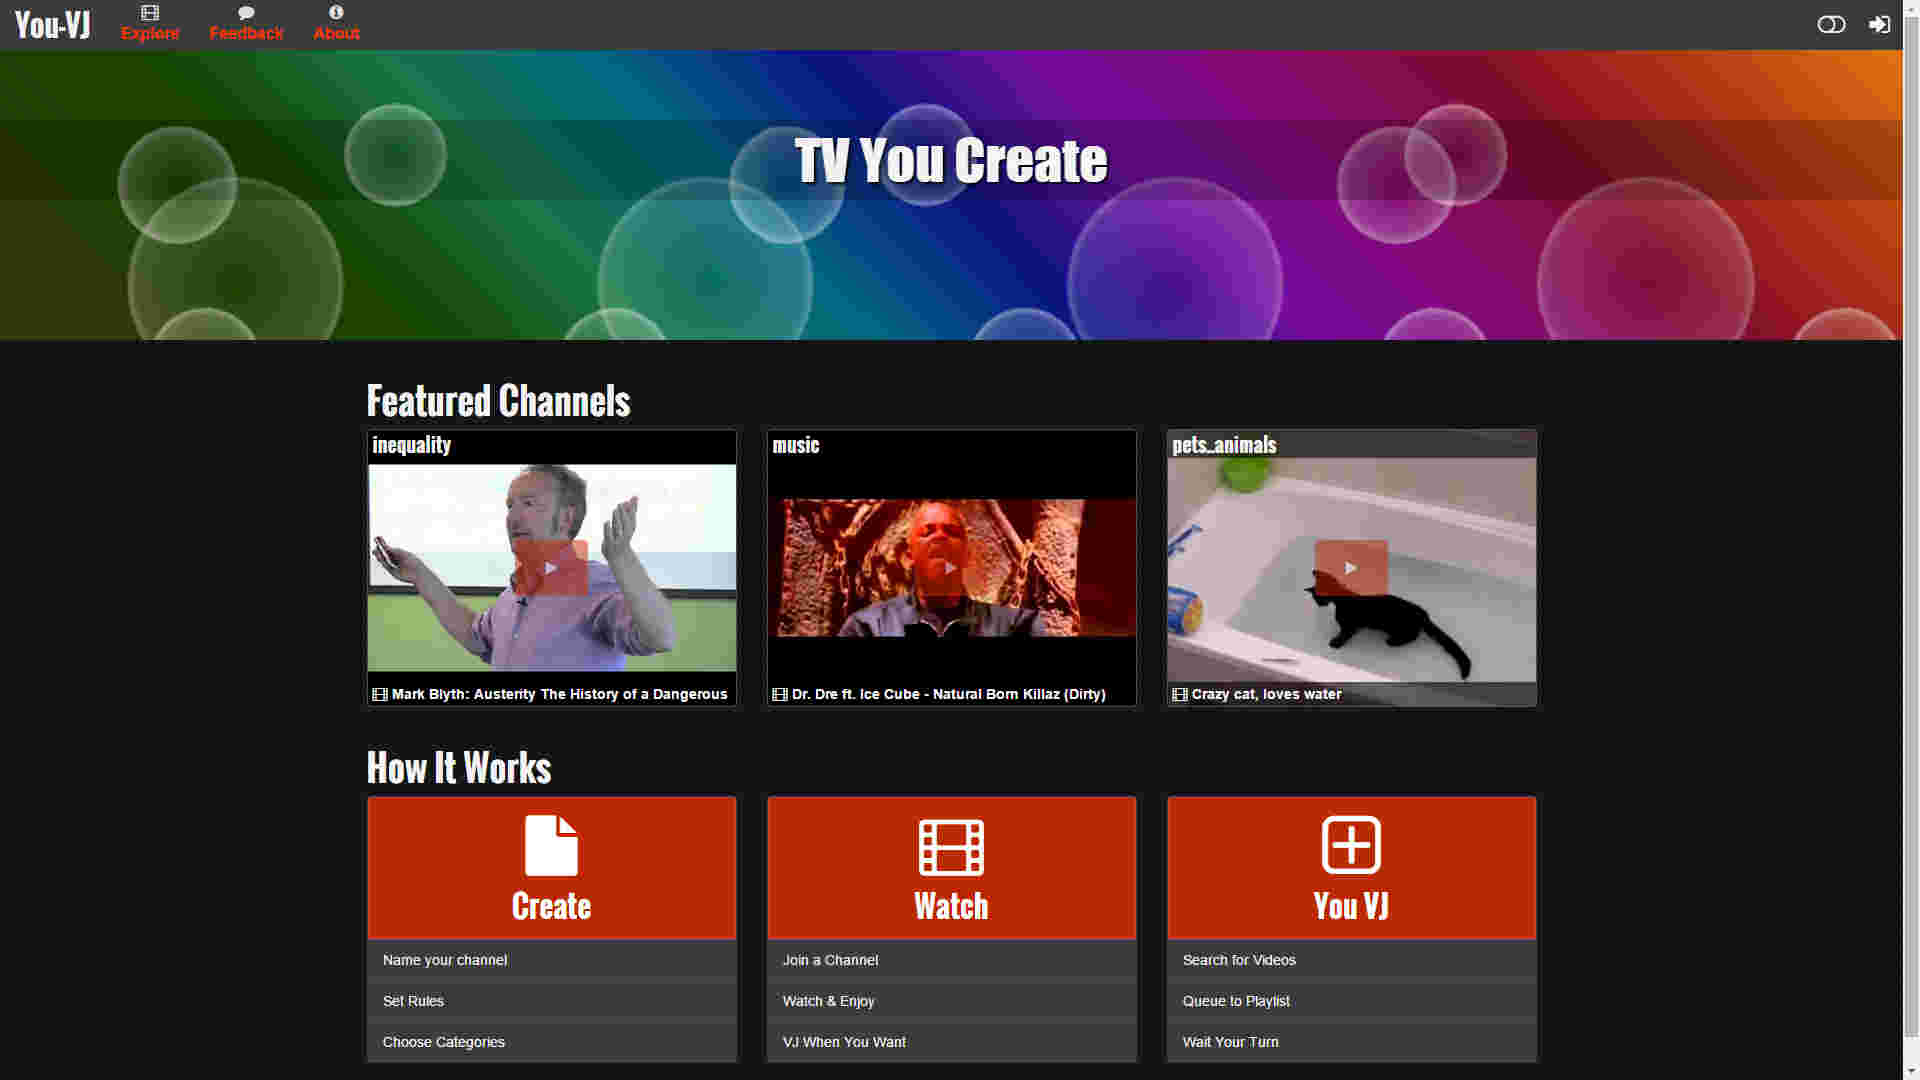 You-VJ
Explore
Feedback
About
TV You Create
Featured Channels
inequality
music
pets_animals
Mark Blyth: Austerity The History of a Dangerous
Dr. Dre ft. Ice Cube - Natural Born Killaz (Dirty)
Crazy cat, loves water
How It Works
Create
Watch
You VJ
Name your channel
Join a Channel
Search for Videos
Set Rules
Watch & Enjoy
Queue to Playlist
Choose Categories
VJ When You Want
Wait Your Turn